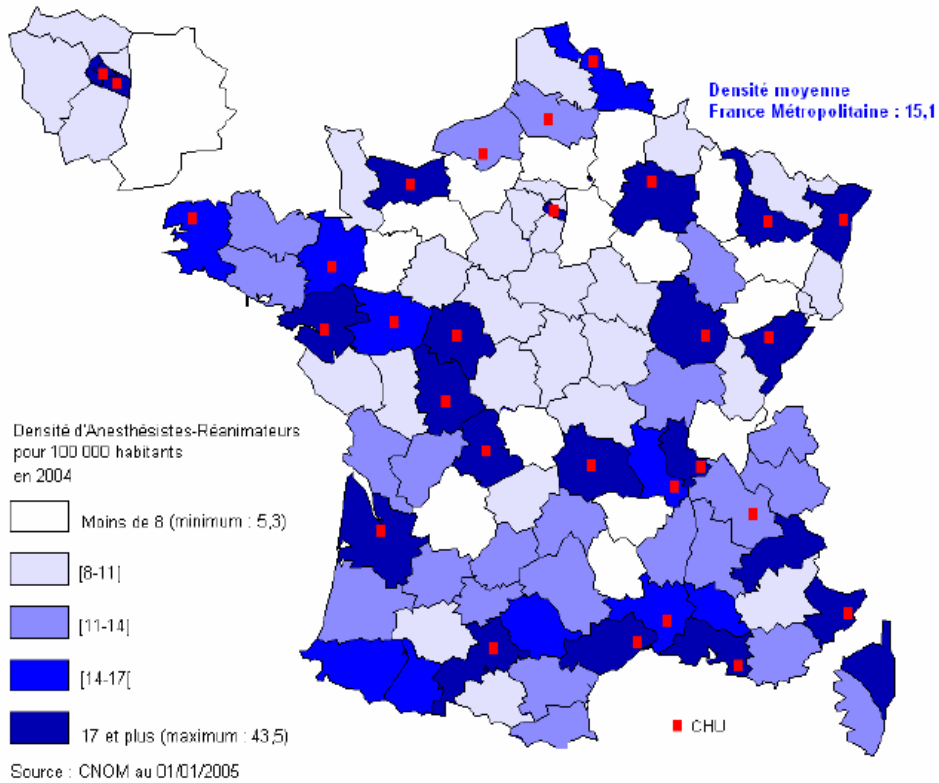 Densité moyenne
France Métropolitaine : 15,1
Densité d'Anesthésistes-Réanimateurs
pour 100 000 habitants
en 2004
Moins de 8 (minimum : 5,3)
[8-11]
[11-14]
[14-17[
17 et plus (maximum : 43,5)
CHU
Source : CNOM au 01/01/2005